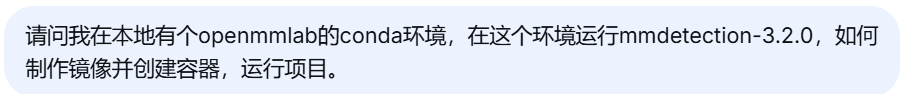 请问我在本地有个openmmlab的conda环境，在这个环境运行mmdetection-3.2.0，如何
制作镜像并创建容器，运行项目。